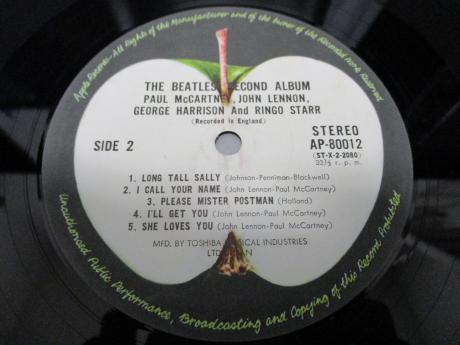 Apple Records—All Rights of the Manufacturer and of the Owner of the Recorded Work Reserved
THE BEATLES' SECOND ALBUM
PAUL McCARTNEY, JOHN LENNON,
GEORGE HARRISON And RINGO STARR
(Recorded in England)
SIDE 2
STEREO
AP-80012
(ST-X-2-2080)
33⅓ r. p. m.
1. LONG TALL SALLY (Johnson-Penniman-Blackwell)
2. I CALL YOUR NAME (John Lennon-Paul McCartney)
3. PLEASE MISTER POSTMAN (Holland)
4. I'LL GET YOU (John Lennon-Paul McCartney)
5. SHE LOVES YOU (John Lennon-Paul McCartney)
MFD. BY TOSHIBA MUSICAL INDUSTRIES
LTD.
Unauthorised Public Performance, Broadcasting and Copying of this Record Prohibited